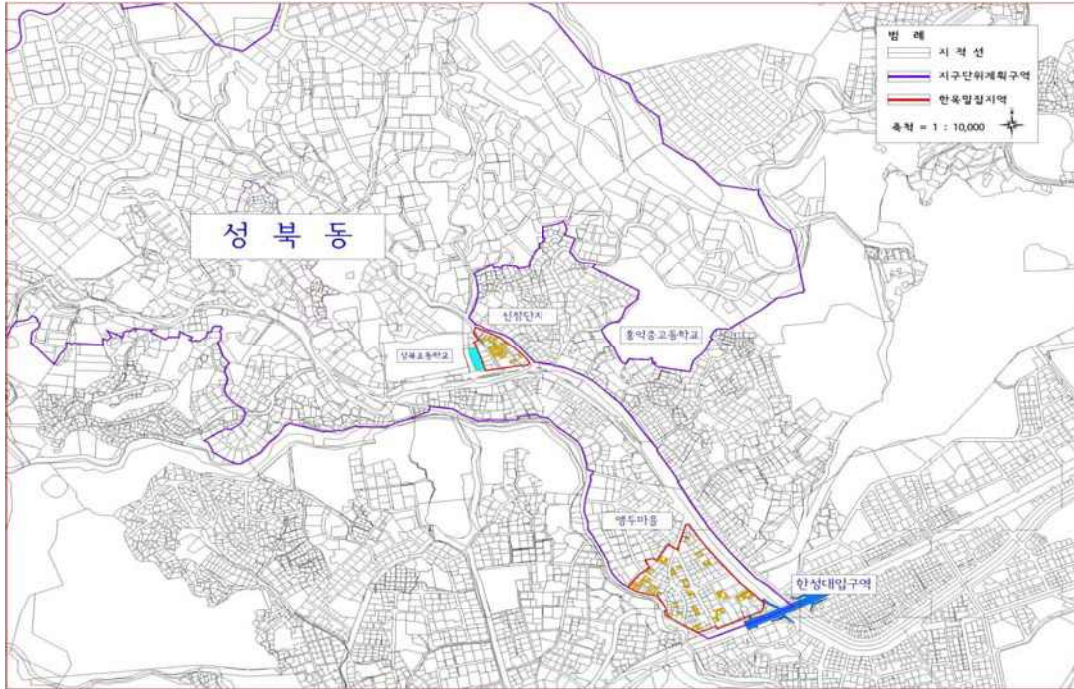 범 례
지 적 선
지구단위계획구역
한옥밀집지역
축척 = 1 : 10,000
성 북 동
선잠단지
성북초등학교
홍익중고등학교
앵두마을
한성대입구역